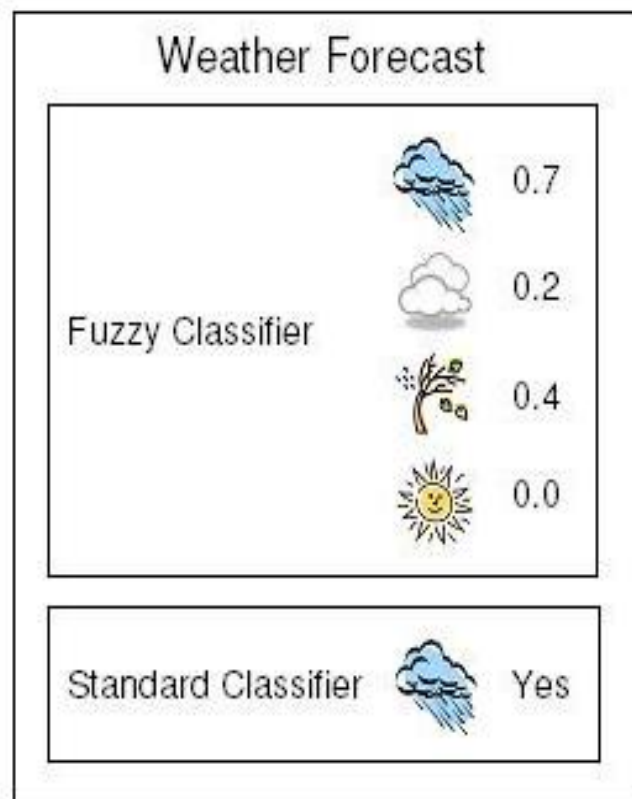 Weather Forecast
0.7
0.2
Fuzzy Classifier
0.4
0.0
Standard Classifier Yes